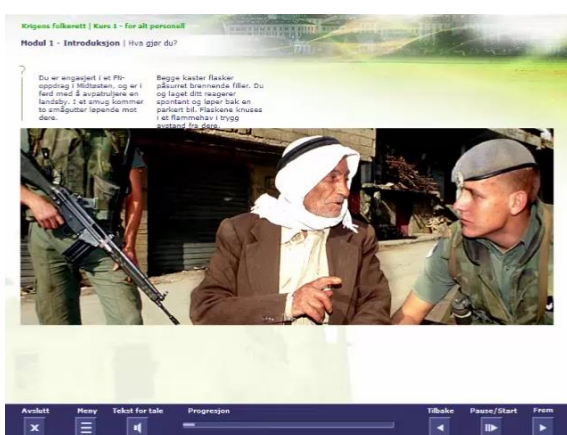 Krigens folkerett | Kurs 1 - for alt personell
Modul 1 - Introduksjon | Hva gjør du?
?
Du er engasjert i et FN-
oppdrag i Midtøsten, og er i
ferd med å avpatruljere en
landsby. I et smug kommer
to smågutter løpende mot
dere.
Begge kaster flasker
påsurret brennende filler. Du
og laget ditt reagerer
spontant og løper bak en
parkert bil. Flaskene knuses
i et flammehav i trygg
avstand fra dere.
Avslutt Meny Tekst for tale Progresjon Tilbake Pause/Start Frem
X